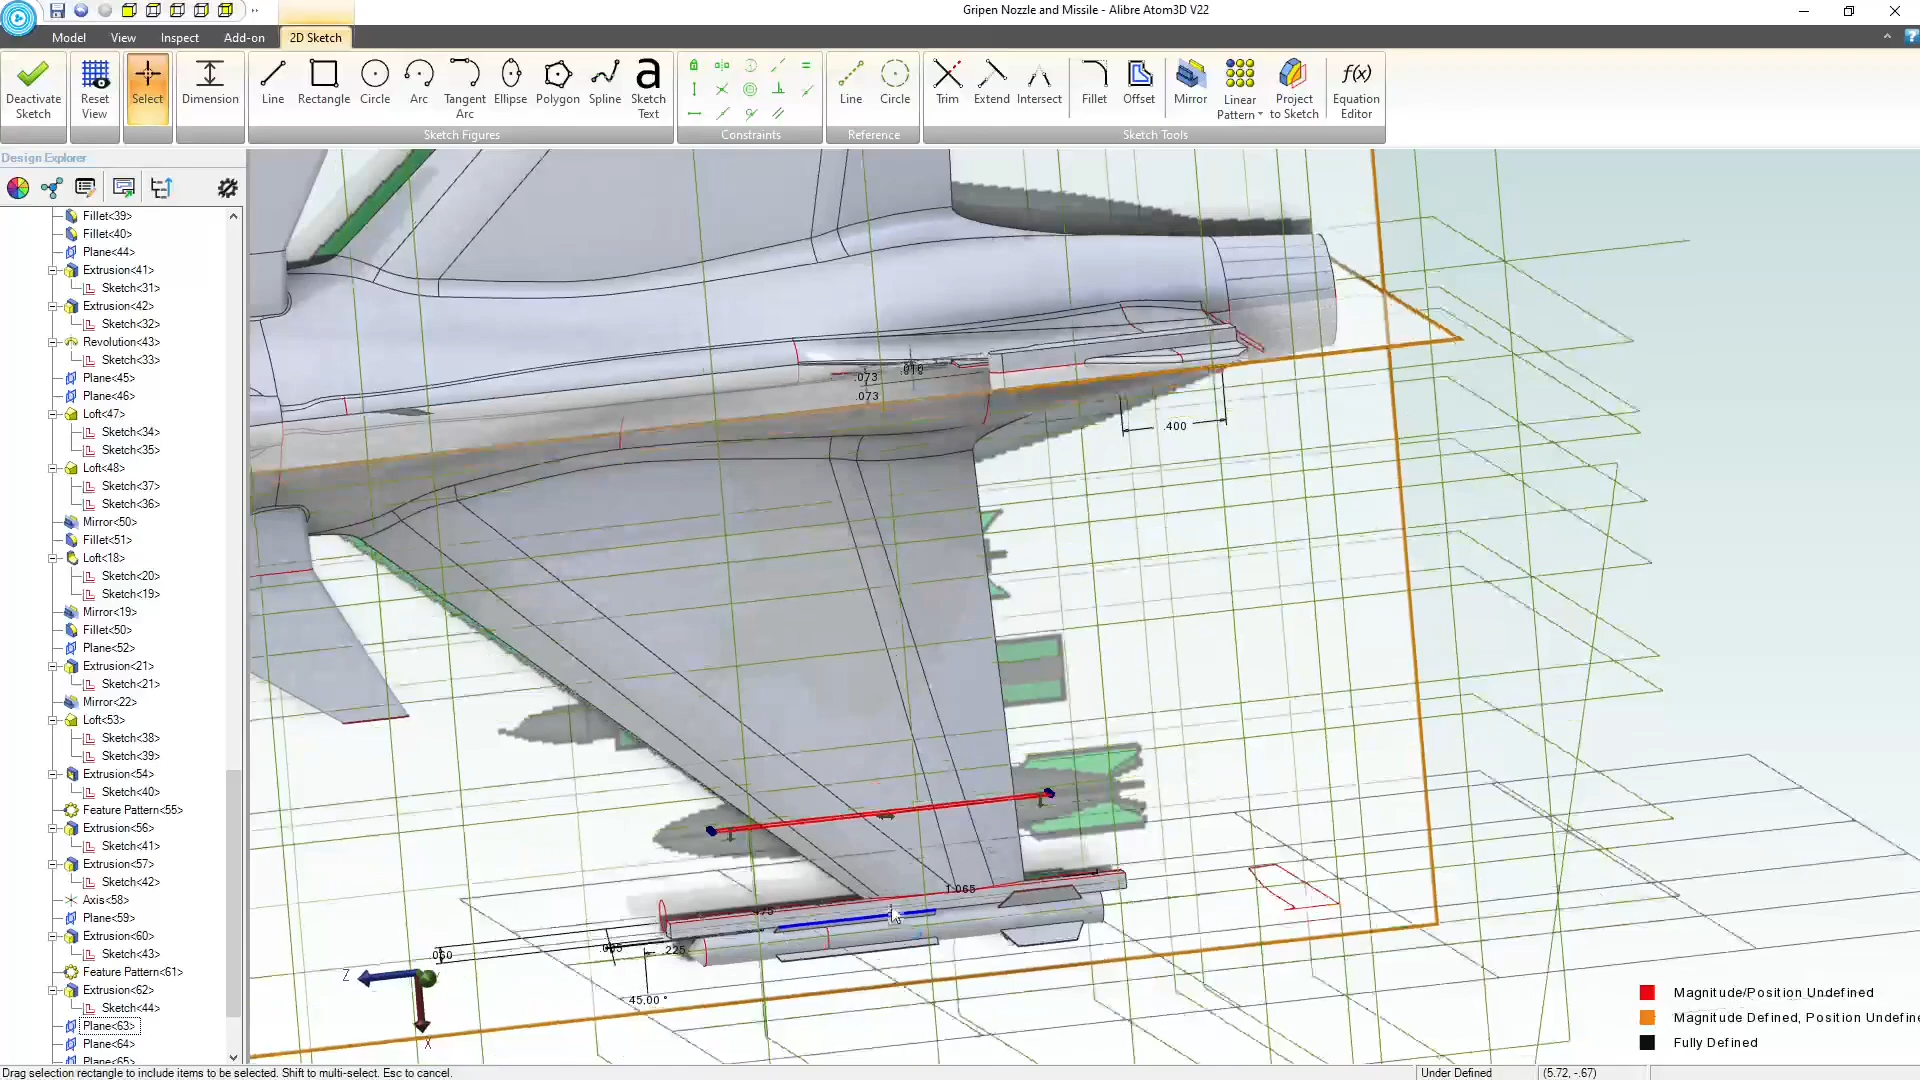 Gripen Nozzle and Missile - Alibre Atom3D V22
Model
View
Inspect
Add-on
2D Sketch
Deactivate Sketch
Reset View
Select
Dimension
Line
Rectangle
Circle
Arc
Tangent Arc
Ellipse
Polygon
Spline
Sketch Text
Line
Circle
Trim
Extend
Intersect
Fillet
Offset
Mirror
Linear Pattern
Project to Sketch
f(x)
Equation Editor
Sketch Figures
Constraints
Reference
Sketch Tools
Design Explorer
Fillet<39>
Fillet<40>
Plane<44>
Extrusion<41>
Sketch<31>
Extrusion<42>
Sketch<32>
Revolution<43>
Sketch<33>
Plane<45>
Plane<46>
Loft<47>
Sketch<34>
Sketch<35>
Loft<48>
Sketch<37>
Sketch<36>
Mirror<50>
Fillet<51>
Loft<18>
Sketch<20>
Sketch<19>
Mirror<19>
Fillet<50>
Plane<52>
Extrusion<21>
Sketch<21>
Mirror<22>
Loft<53>
Sketch<38>
Sketch<39>
Extrusion<54>
Sketch<40>
Feature Pattern<55>
Extrusion<56>
Sketch<41>
Extrusion<57>
Sketch<42>
Axis<58>
Plane<59>
Extrusion<60>
Sketch<43>
Feature Pattern<61>
Extrusion<62>
Sketch<44>
Plane<63>
Plane<64>
Plane<65>
.073
.073
.400
1.065
.225
.060
45.00 °
Z
X
Magnitude/Position Undefined
Magnitude Defined, Position Undefine
Fully Defined
Drag selection rectangle to include items to be selected. Shift to multi-select. Esc to cancel.
Under Defined
(5.72, -.67)